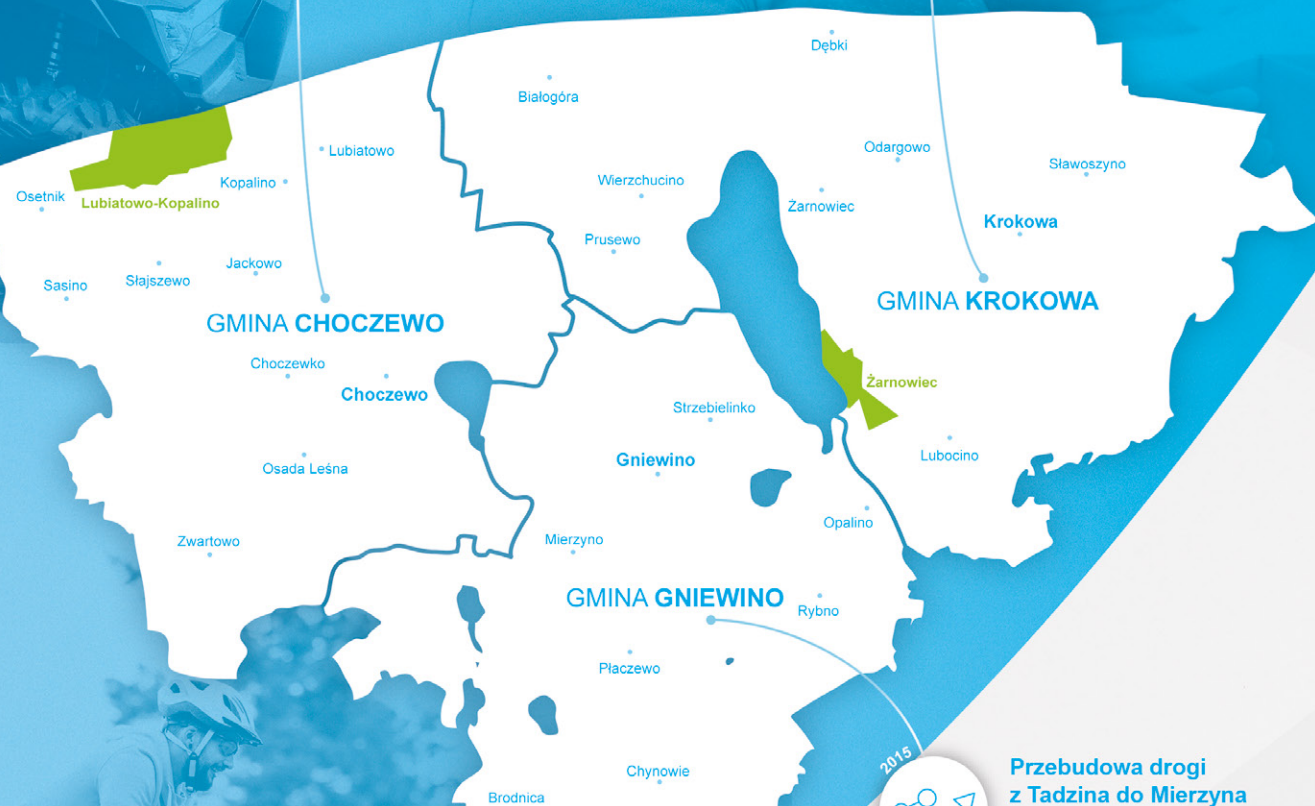 Dębki
Białogóra
Lubiatowo
Odargowo
Sławoszyno
Kopalino
Wierzchucino
Osetnik
Lubiatowo-Kopalino
Żarnowiec
Krokowa
Prusewo
Jackowo
Słajszewo
Sasino
GMINA KROKOWA
GMINA CHOCZEWO
Choczewko
Żarnowiec
Choczewo
Strzebielinko
Lubocino
Gniewino
Osada Leśna
Opalino
Zwartowo
Mierzyno
GMINA GNIEWINO
Rybno
Płaczewo
2015
Przebudowa drogi
z Tadzina do Mierzyna
Chynowie
Brodnica